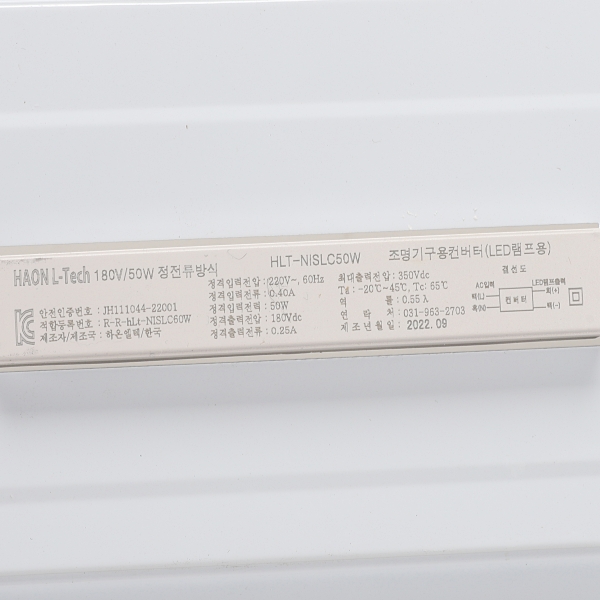 HAON L-Tech 180V/50W 정전류방식 HLT-NISLC50W 조명기구용컨버터(LED램프용)
안전인증번호 : JH111044-22001
적합등록번호 : R-R-hLt-NISLC60W
제조자/제조국 : 하온엘텍/한국
정격입력전압 : 220V~, 60Hz
정격입력전류 : 0.40A
정격입력전력 : 50W
정격출력전압 : 180Vdc
정격출력전류 : 0.25A
최대출력전압 : 350Vdc
Ta : -20℃~45℃, Tc : 65℃
역 률 : 0.55 λ
연 락 처 : 031-963-2703
제조년월일 : 2022. 09
결선도
AC입력 LED램프출력
백(L) 컨버터 회(+)
흑(N) 백(-)